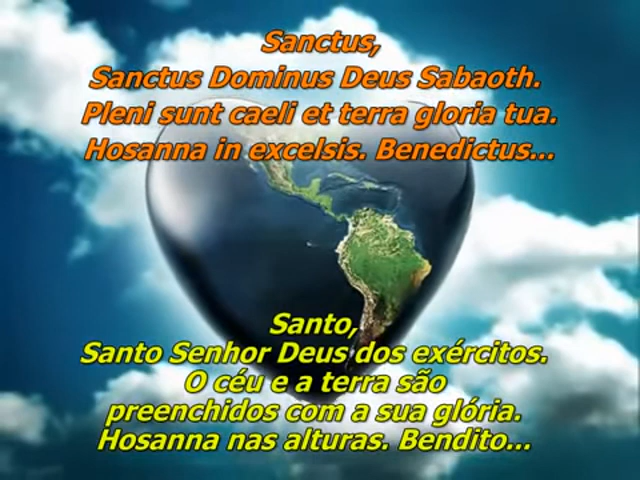 Sanctus,
Sanctus Dominus Deus Sabaoth.
Pleni sunt caeli et terra gloria tua.
Hosanna in excelsis. Benedictus...
Santo,
Santo Senhor Deus dos exércitos.
O céu e a terra são
preenchidos com a sua glória.
Hosanna nas alturas. Bendito...